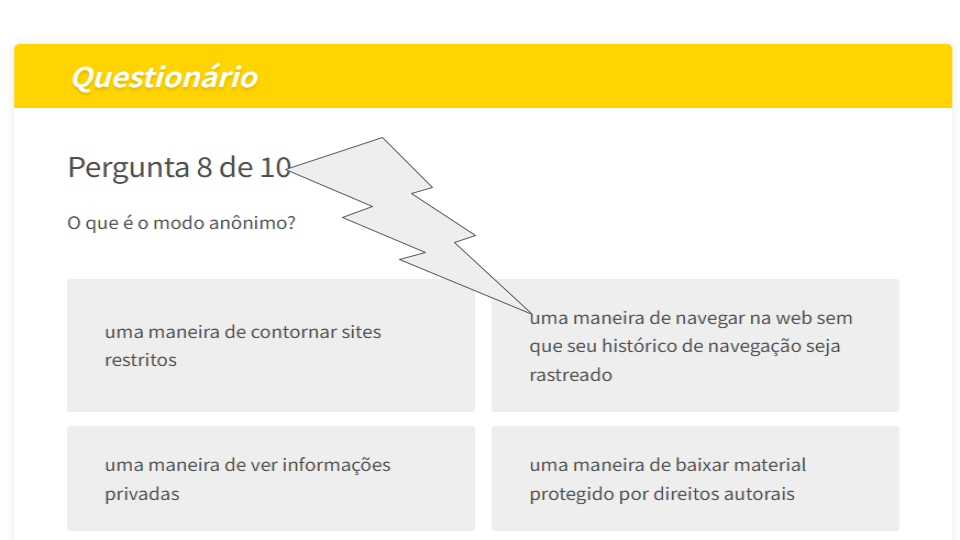 Questionário
Pergunta 8 de 10
O que é o modo anônimo?
uma maneira de contornar sites
restritos
uma maneira de navegar na web sem
que seu histórico de navegação seja
rastreado
uma maneira de ver informações
privadas
uma maneira de baixar material
protegido por direitos autorais